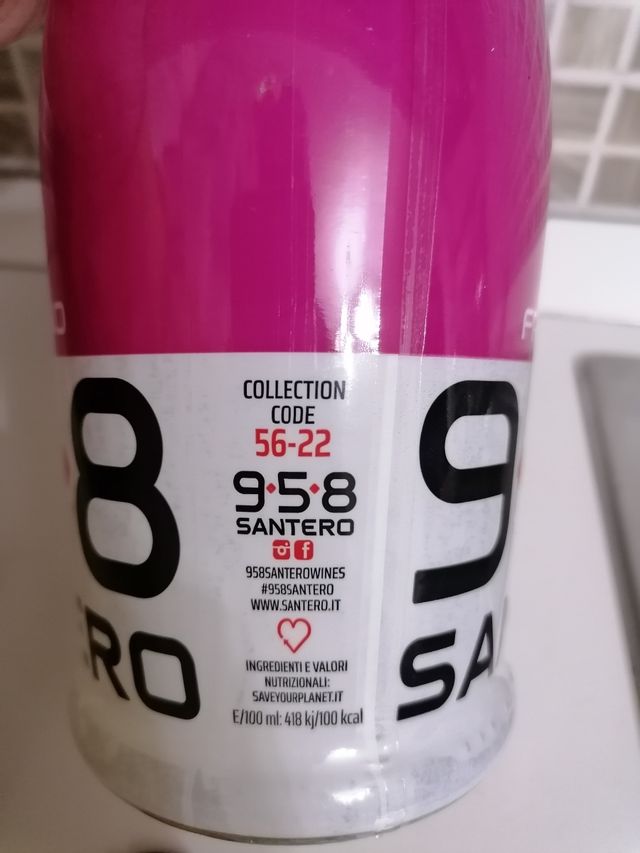 COLLECTION
CODE
56-22
9·5·8
SANTERO
958SANTEROWINES
#958SANTERO
WWW.SANTERO.IT
INGREDIENTI E VALORI
NUTRIZIONALI:
SAVEYOURPLANET.IT
E/100 ml: 418 kj/100 kcal
8
ERO
9
SA